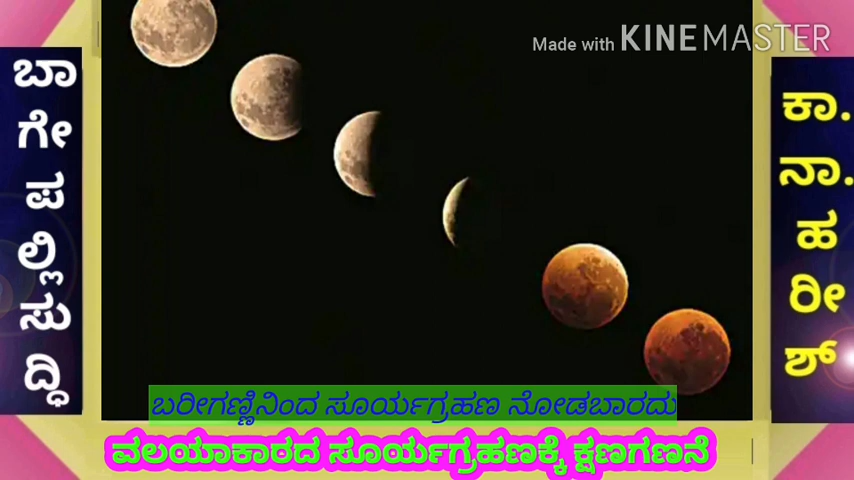 Made with KINEMASTER
ಬಾಗೇಪಲ್ಲಿ ಸುದ್ಧಿ
ಕಾ.ನಾ.ಹರೀಶ್
ಬರೀಗಣ್ಣಿನಿಂದ ಸೂರ್ಯಗ್ರಹಣ ನೋಡಬಾರದು
ವಲಯಾಕಾರದ ಸೂರ್ಯಗ್ರಹಣಕ್ಕೆ ಕ್ಷಣಗಣನೆ